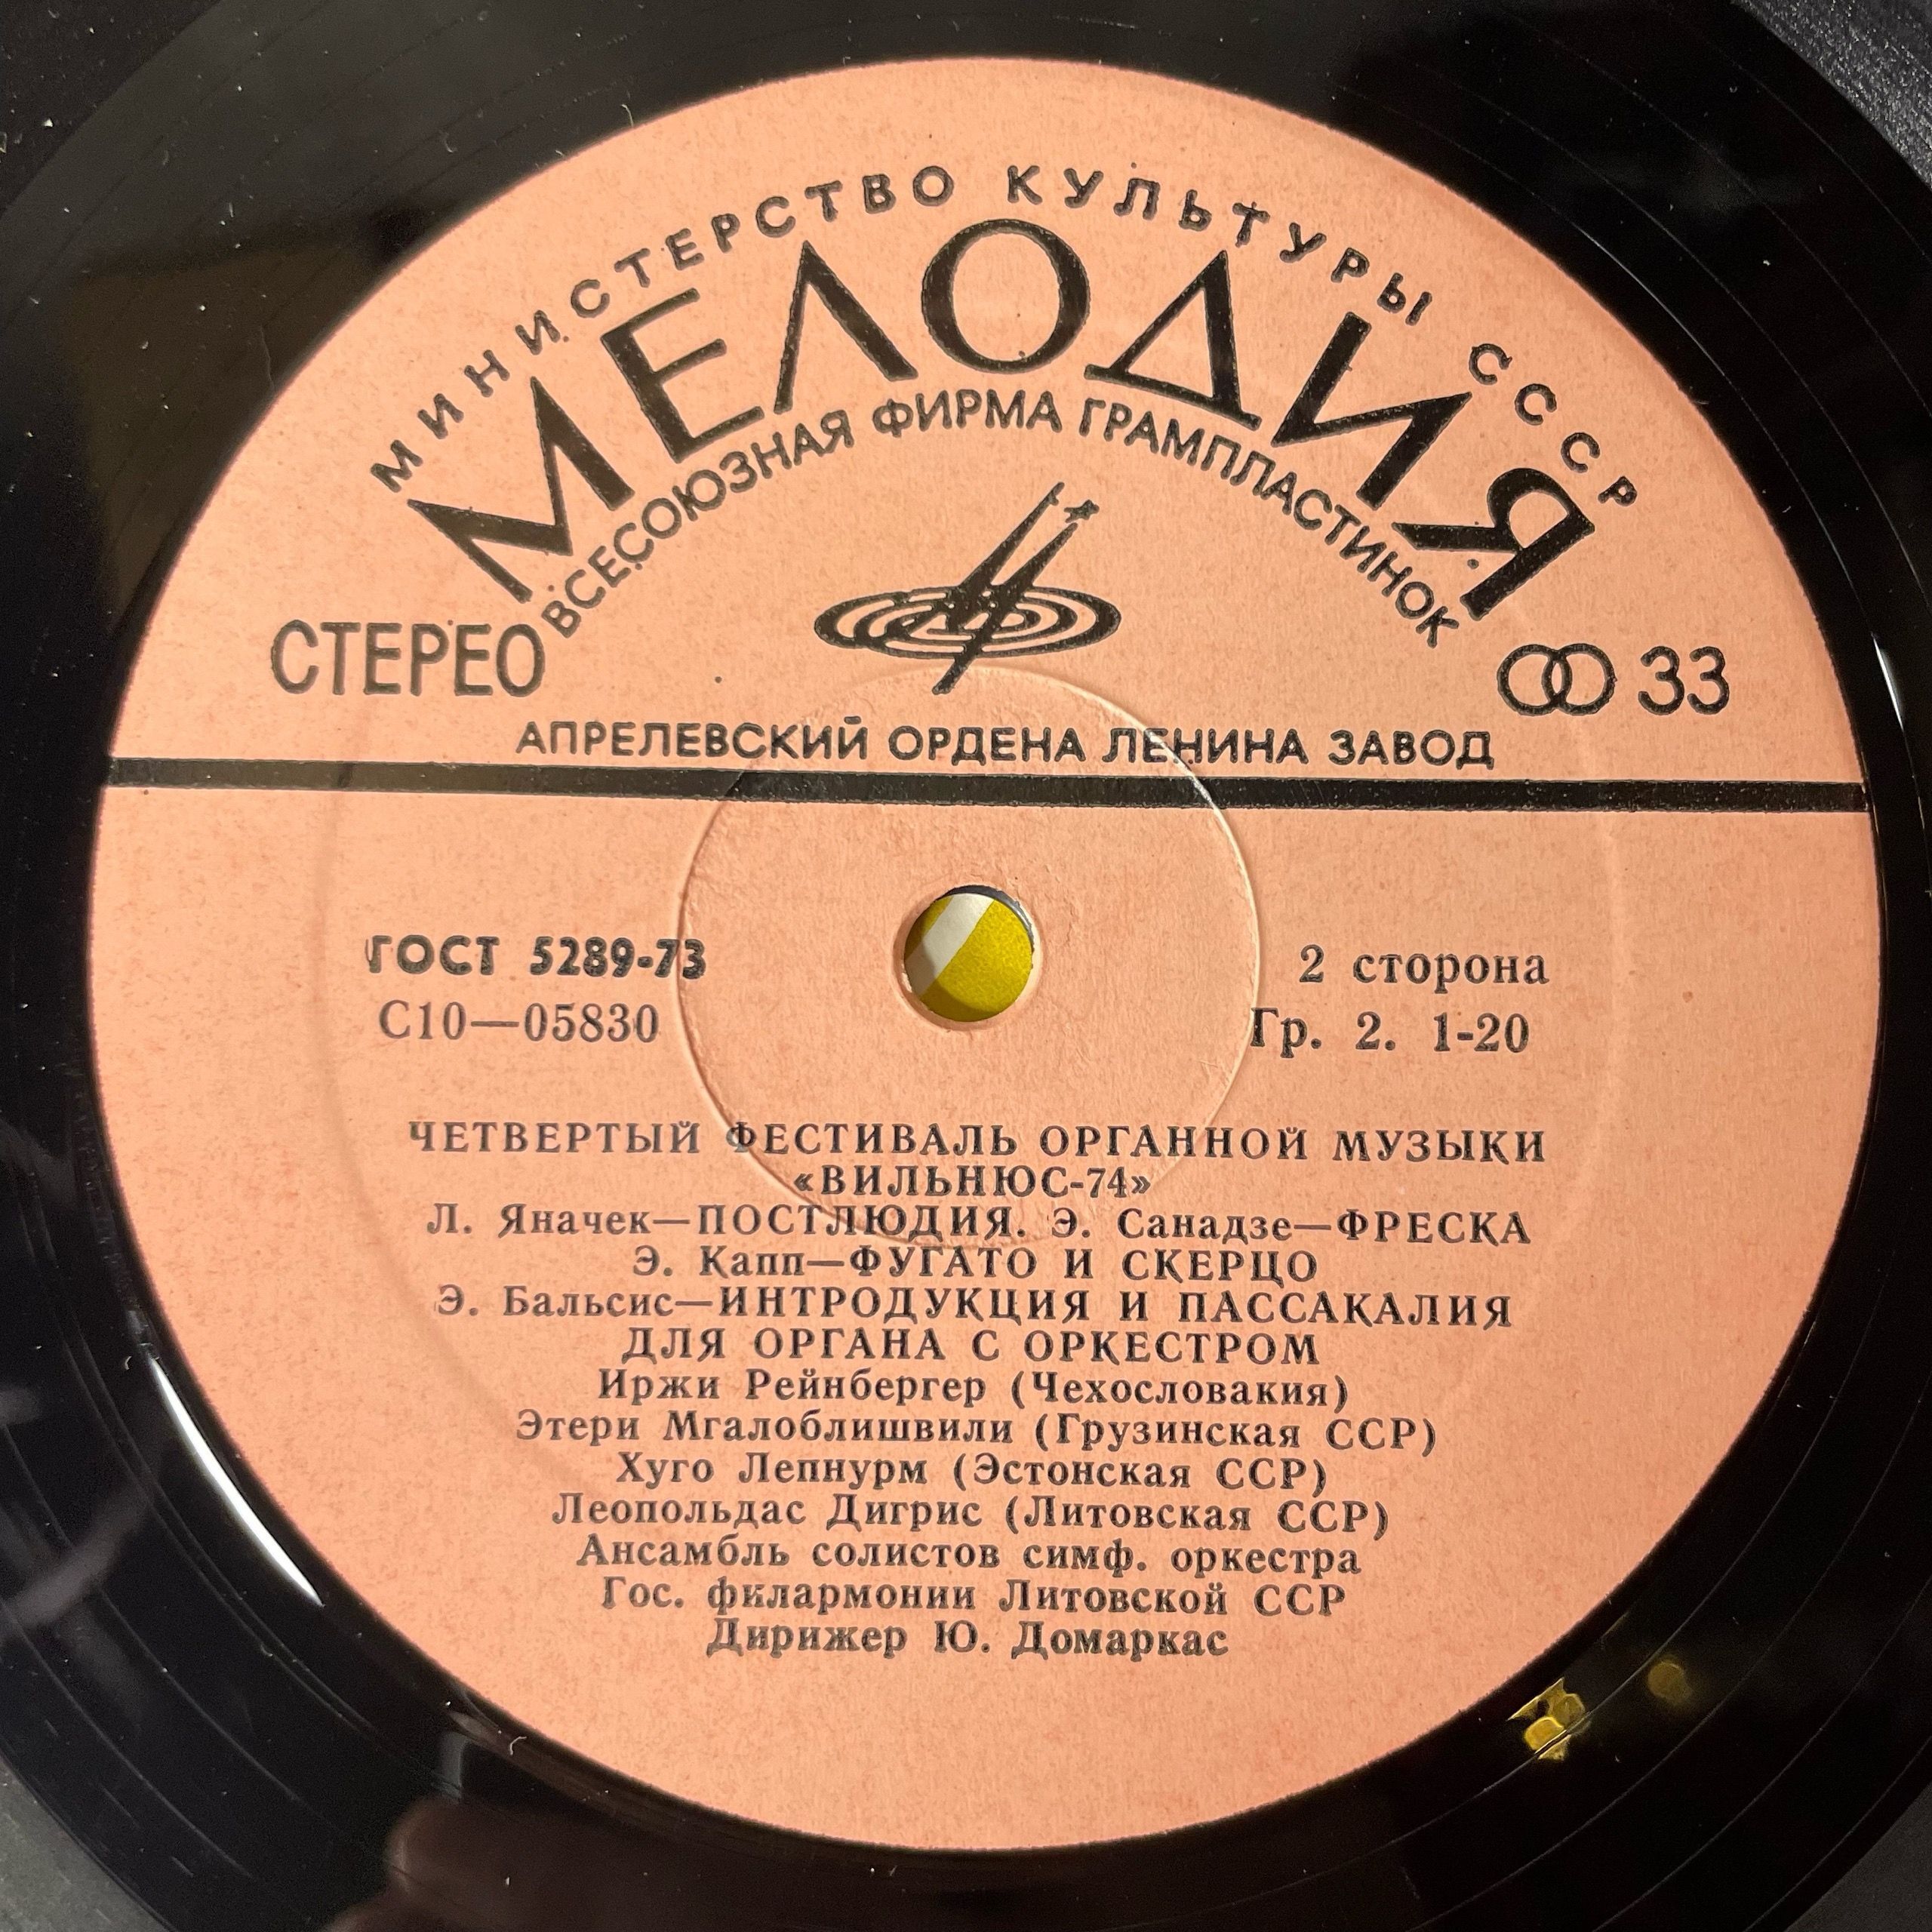 МИНИСТЕРСТВО КУЛЬТУРЫ СССР
МЕЛОДИЯ
ВСЕСОЮЗНАЯ ФИРМА ГРАМПЛАСТИНОК
СТЕРЕО
33
АПРЕЛЕВСКИЙ ОРДЕНА ЛЕНИНА ЗАВОД
ГОСТ 5289-73
С10—05830
2 сторона
Гр. 2. 1-20
ЧЕТВЕРТЫЙ ФЕСТИВАЛЬ ОРГАННОЙ МУЗЫКИ
«ВИЛЬНЮС-74»
Л. Яначек—ПОСТЛЮДИЯ. Э. Санадзе—ФРЕСКА
Э. Капп—ФУГАТО И СКЕРЦО
Э. Бальсис—ИНТРОДУКЦИЯ И ПАССАКАЛИЯ
ДЛЯ ОРГАНА С ОРКЕСТРОМ
Иржи Рейнбергер (Чехословакия)
Этери Мгалоблишвили (Грузинская ССР)
Хуго Лепнурм (Эстонская ССР)
Леопольдас Дигрис (Литовская ССР)
Ансамбль солистов симф. оркестра
Гос. филармонии Литовской ССР
Дирижер Ю. Домаркас